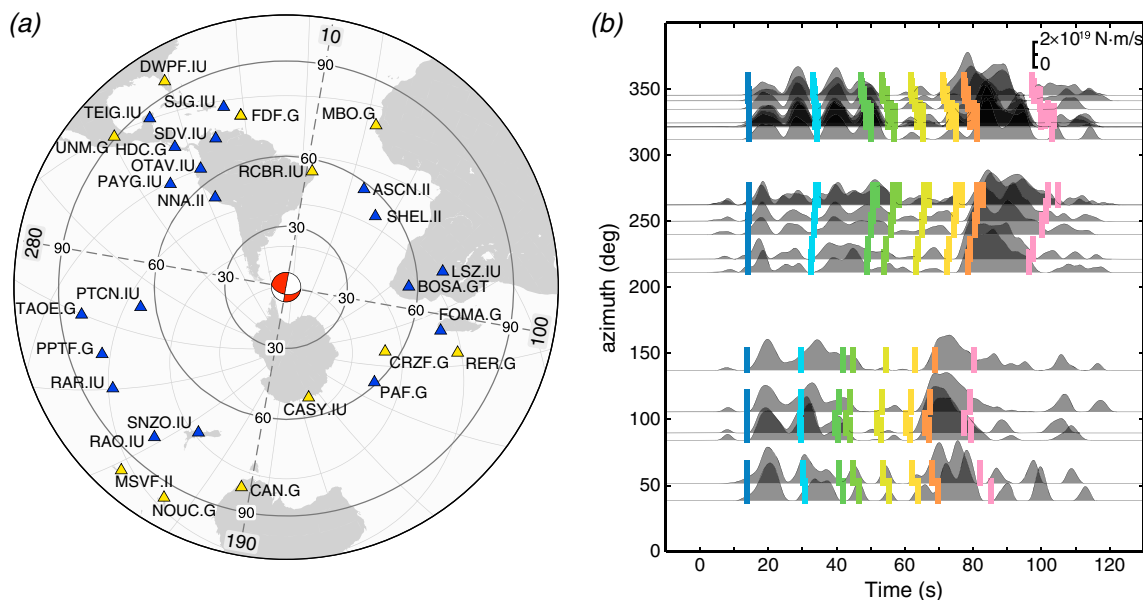 (a)
(b)
10
DWPF.IU
90
TEIG.IU
SJG.IU
FDF.G
MBO.G
UNM.G
HDC.G
SDV.IU
OTAV.IU
PAYG.IU
NNA.II
60
RCBR.IU
ASCN.II
SHEL.II
280
90
60
30
30
30
LSZ.IU
BOSA.GT
PTCN.IU
TAOE.G
60
FOMA.G
90
100
PPTF.G
30
CRZF.G
RER.G
RAR.IU
PAF.G
CASY.IU
SNZO.IU
60
RAO.IU
MSVF.II
NOUC.G
CAN.G
90
190
2×10¹⁹ N·m/s
0
350
300
250
200
150
100
50
0
azimuth (deg)
0 20 40 60 80 100 120
Time (s)